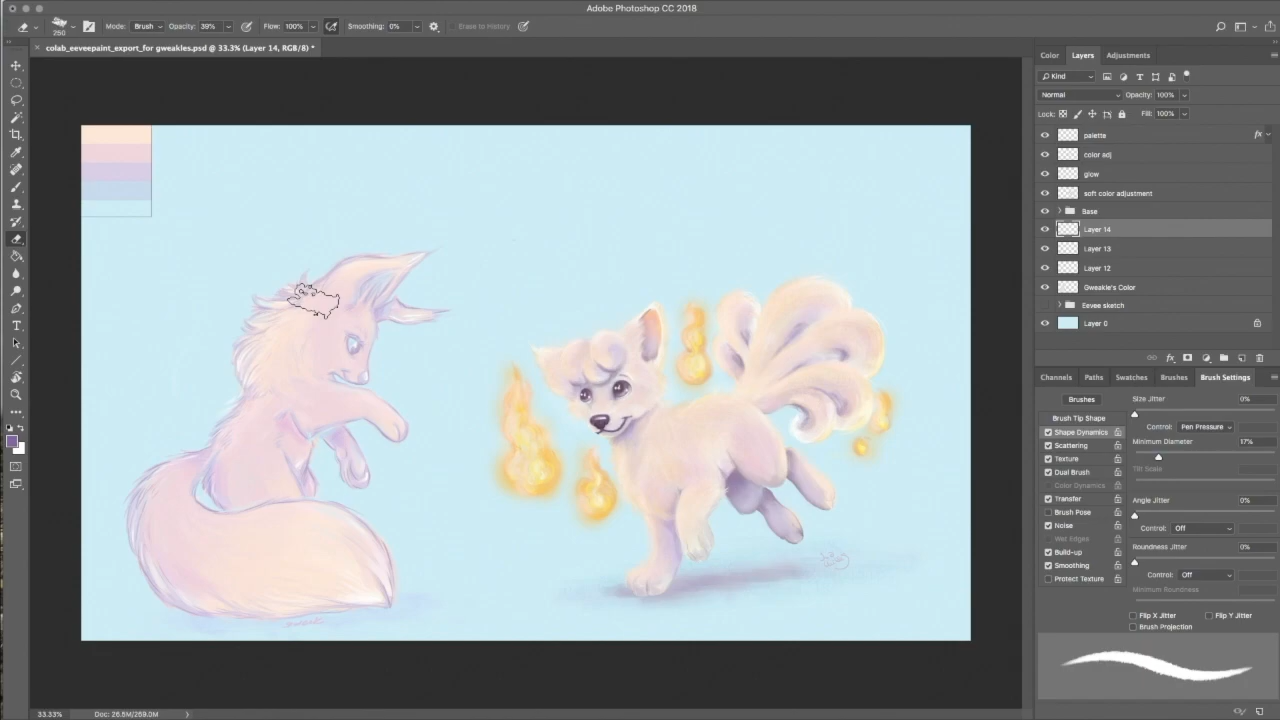 Adobe Photoshop CC 2018
250
Mode: Brush Opacity: 39% Flow: 100% Smoothing: 0% Erase to History
colab_eeveepaint_export_for gweakles.psd @ 33.3% (Layer 14, RGB/8) *
Color Layers Adjustments
Kind
Normal Opacity: 100%
Lock: Fill: 100%
palette fx
color adj
glow
soft color adjustment
Base
Layer 14
Layer 13
Layer 12
Gweakle's Color
Eevee sketch
Layer 0
fx
Channels Paths Swatches Brushes Brush Settings
Brushes Size Jitter 0%
Brush Tip Shape
Control: Pen Pressure
Shape Dynamics
Minimum Diameter 17%
Scattering
Texture
Dual Brush
Tilt Scale
Color Dynamics
Transfer
Angle Jitter 0%
Brush Pose
Noise
Control: Off
Wet Edges
Roundness Jitter 0%
Build-up
Smoothing
Control: Off
Protect Texture
Minimum Roundness
Flip X Jitter Flip Y Jitter
Brush Projection
33.33% Doc: 26.5M/259.0M